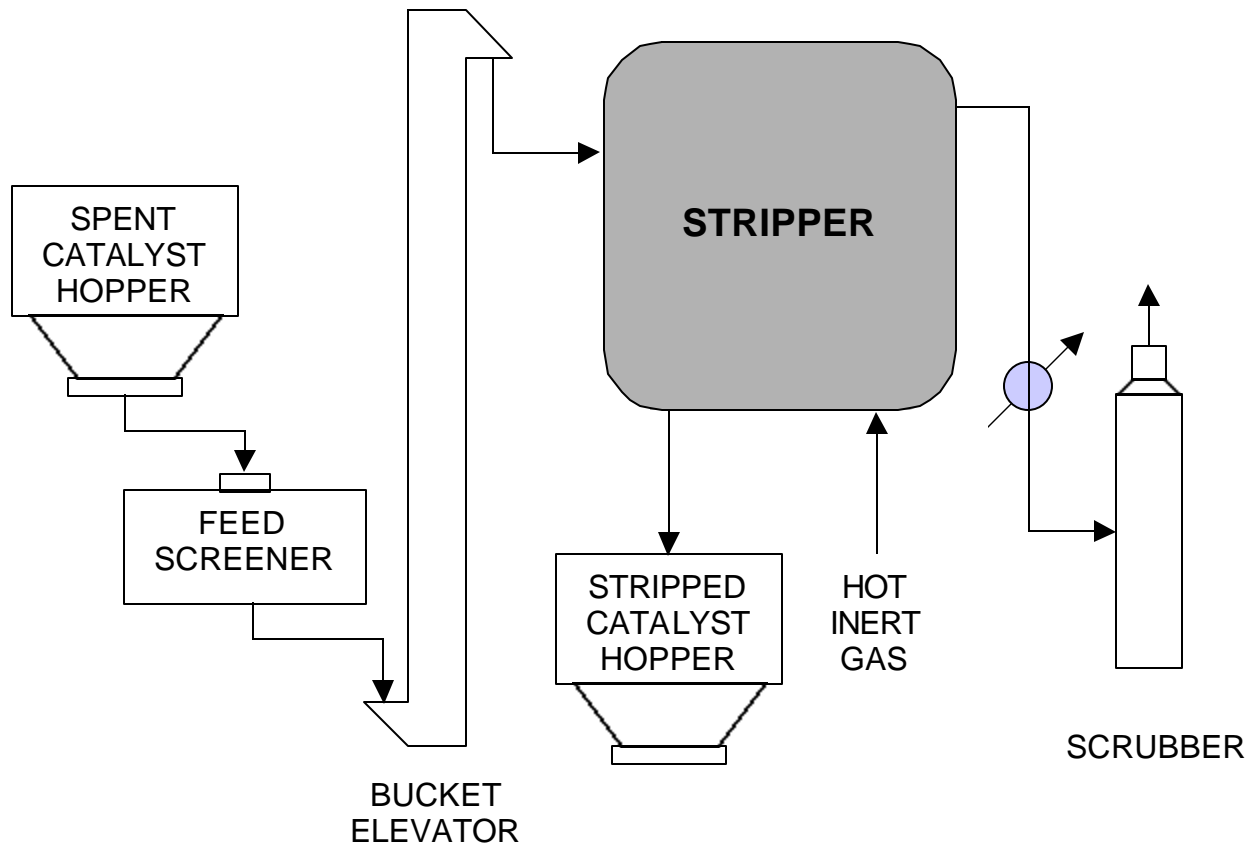 SPENT
CATALYST
HOPPER
FEED
SCREENER
BUCKET
ELEVATOR
STRIPPER
STRIPPED
CATALYST
HOPPER
HOT
INERT
GAS
SCRUBBER